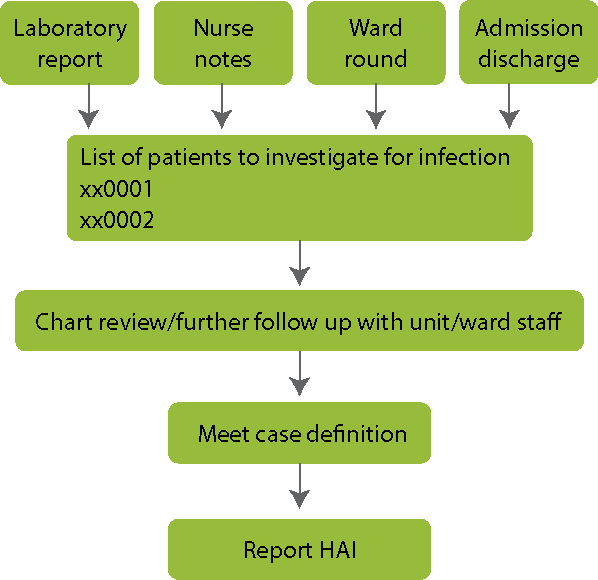 Laboratory
report
Nurse
notes
Ward
round
Admission
discharge
List of patients to investigate for infection
xx0001
xx0002
Chart review/further follow up with unit/ward staff
Meet case definition
Report HAI